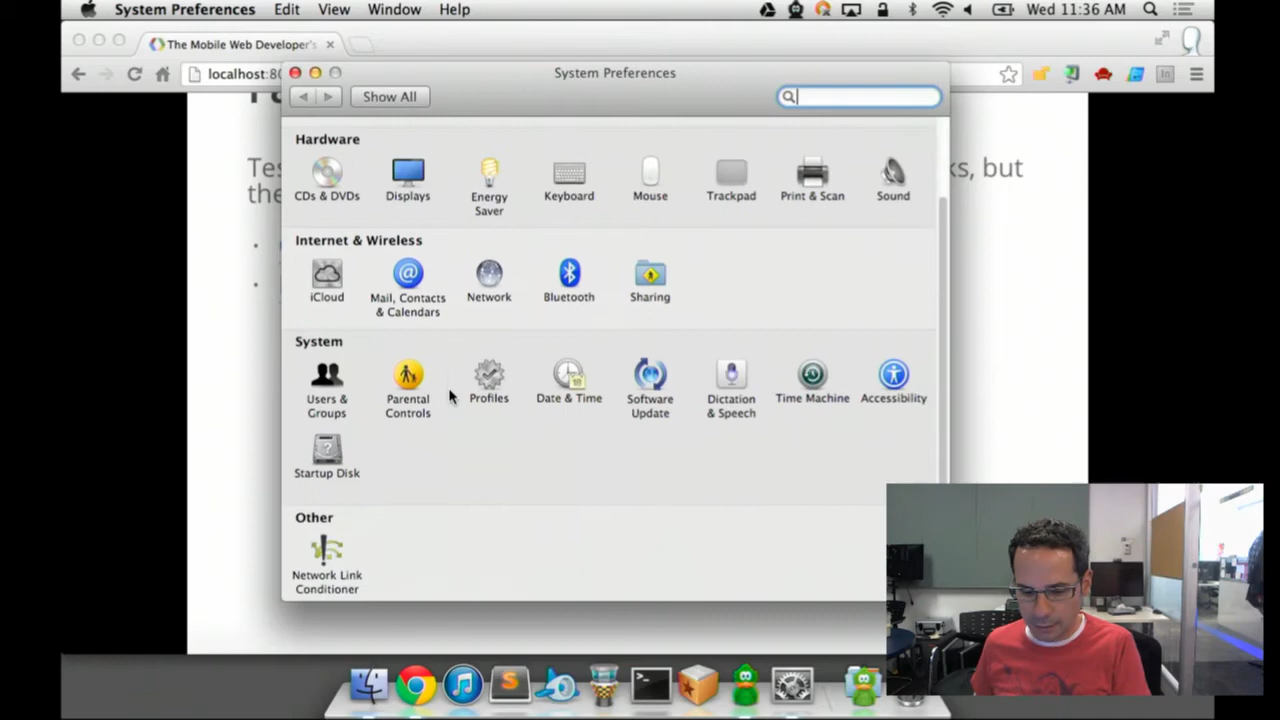 System Preferences Edit View Window Help Wed 11:36 AM
The Mobile Web Developer's
localhost:80
System Preferences
Show All
Hardware
CDs & DVDs Displays Energy Saver Keyboard Mouse Trackpad Print & Scan Sound
Internet & Wireless
iCloud Mail, Contacts & Calendars Network Bluetooth Sharing
System
Users & Groups Parental Controls Profiles Date & Time Software Update Dictation & Speech Time Machine Accessibility
Startup Disk
Other
Network Link Conditioner
but
the